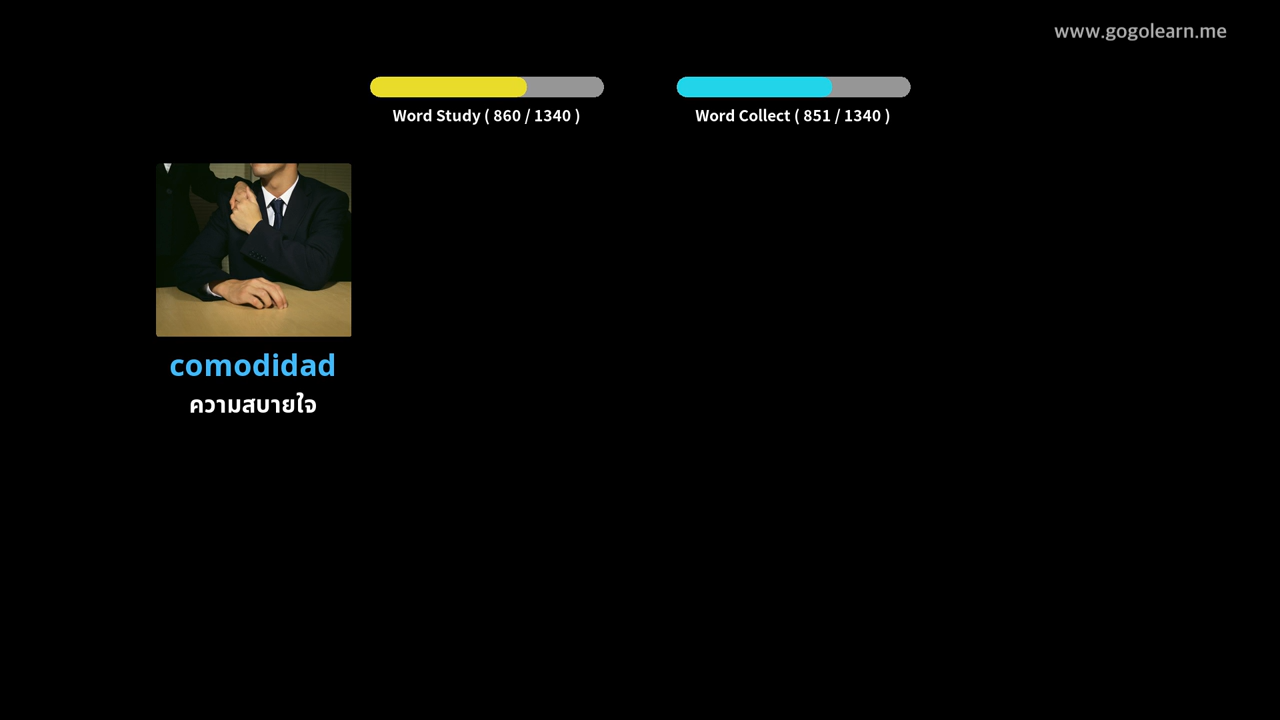 www.gogolearn.me
Word Study ( 860 / 1340 )
Word Collect ( 851 / 1340 )
comodidad
ความสบายใจ